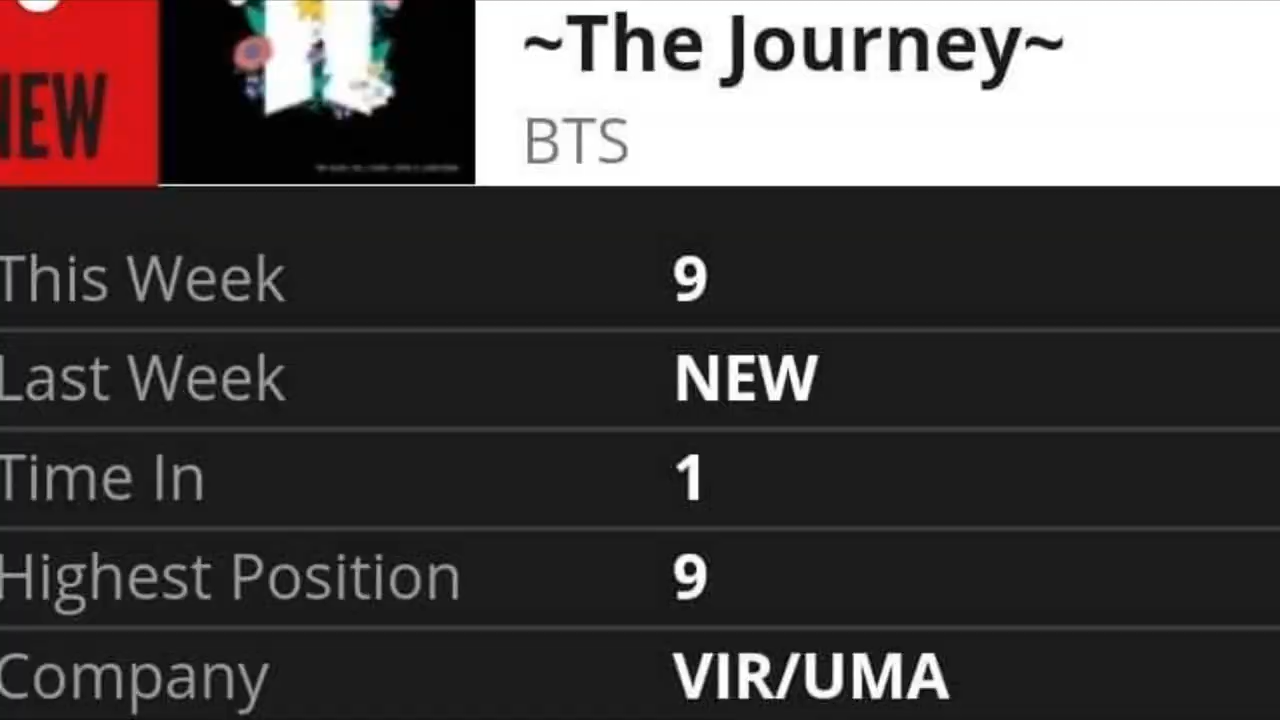 ~The Journey~
BTS
NEW
This Week 9
Last Week NEW
Time In 1
Highest Position 9
Company VIR/UMA